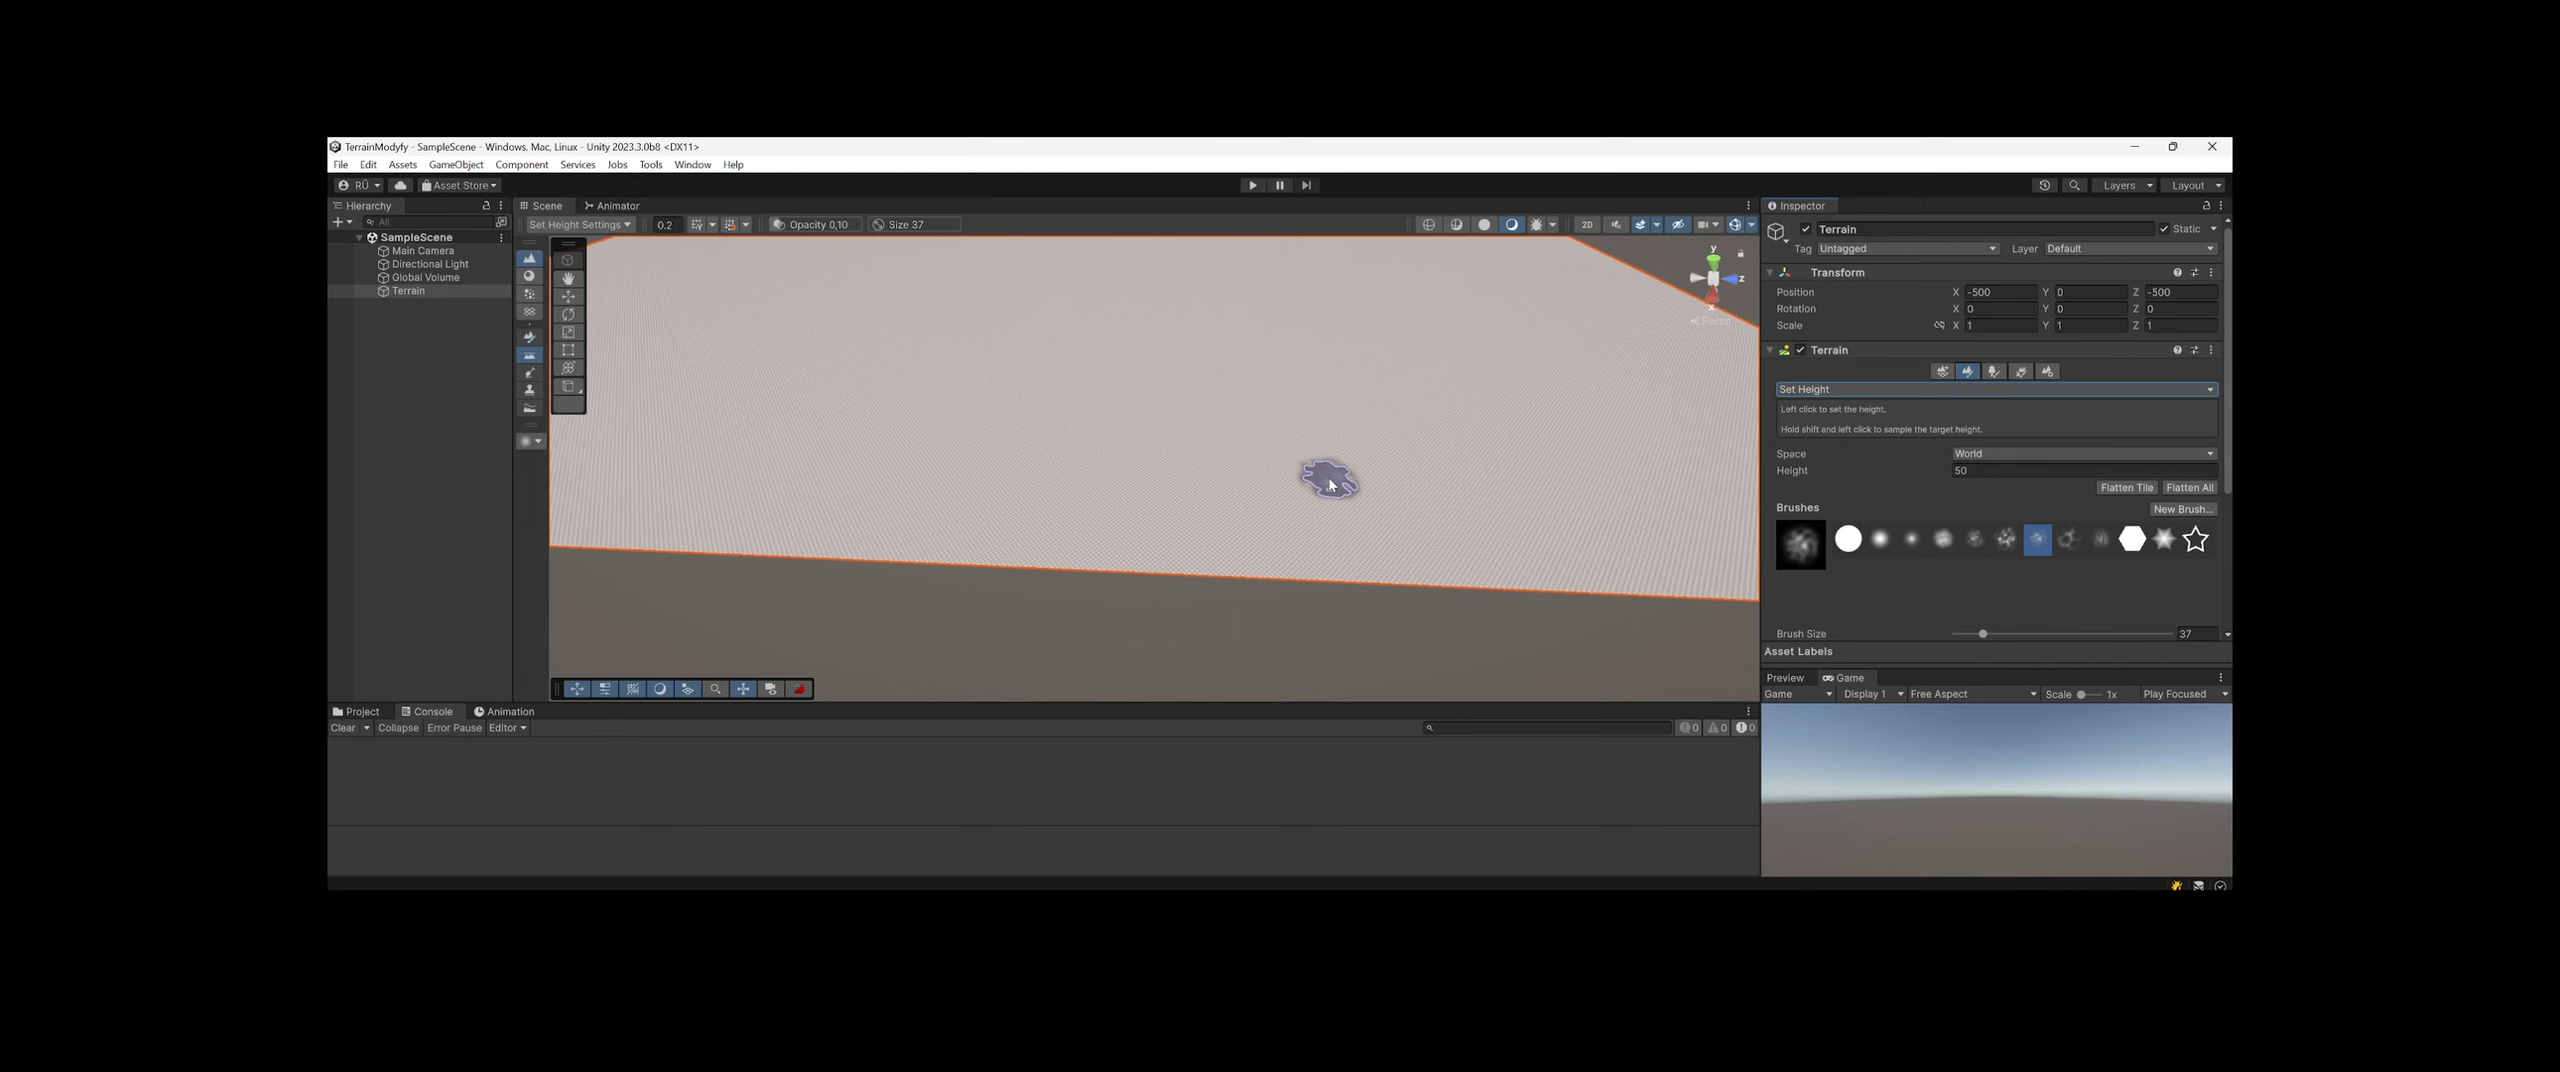 TerrainModyfy - SampleScene - Windows, Mac, Linux - Unity 2023.3.0b8 <DX11>
File Edit Assets GameObject Component Services Jobs Tools Window Help
RÜ Asset Store Layers Layout
Hierarchy Scene Animator Inspector
All Set Height Settings 0.2 Opacity 0,10 Size 37 2D
Terrain Static
SampleScene
Main Camera
Directional Light
Global Volume
Terrain
y
z
x
Persp
Tag Untagged Layer Default
Transform
Position X -500 Y 0 Z -500
Rotation X 0 Y 0 Z 0
Scale X 1 Y 1 Z 1
Terrain
Set Height
Left click to set the height.
Hold shift and left click to sample the target height.
Space World
Height 50
Flatten Tile Flatten All
Brushes New Brush...
Brush Size 37
Asset Labels
Preview Game
Game Display 1 Free Aspect Scale 1x Play Focused
Project Console Animation
Clear Collapse Error Pause Editor 0 0 0